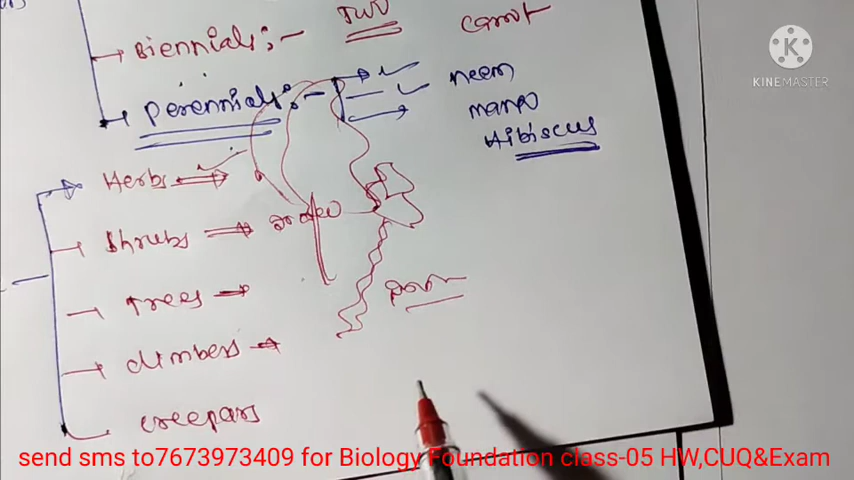 Biennials:- Two carrot
Perennials:- neem
mango
Hibiscus
Herbs
Shrubs
Trees
climbers
creepars
KINEMASTER
send sms to7673973409 for Biology Foundation class-05 HW,CUQ&Exam